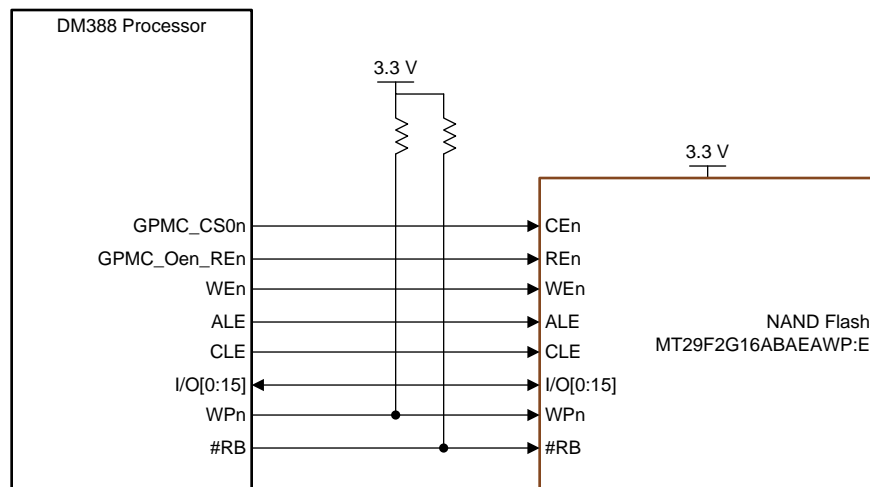 DM388 Processor
3.3 V
3.3 V
GPMC_CS0n
CEn
GPMC_Oen_REn
REn
WEn
WEn
ALE
ALE
NAND Flash
MT29F2G16ABAEAWP:E
CLE
CLE
I/O[0:15]
I/O[0:15]
WPn
WPn
#RB
#RB